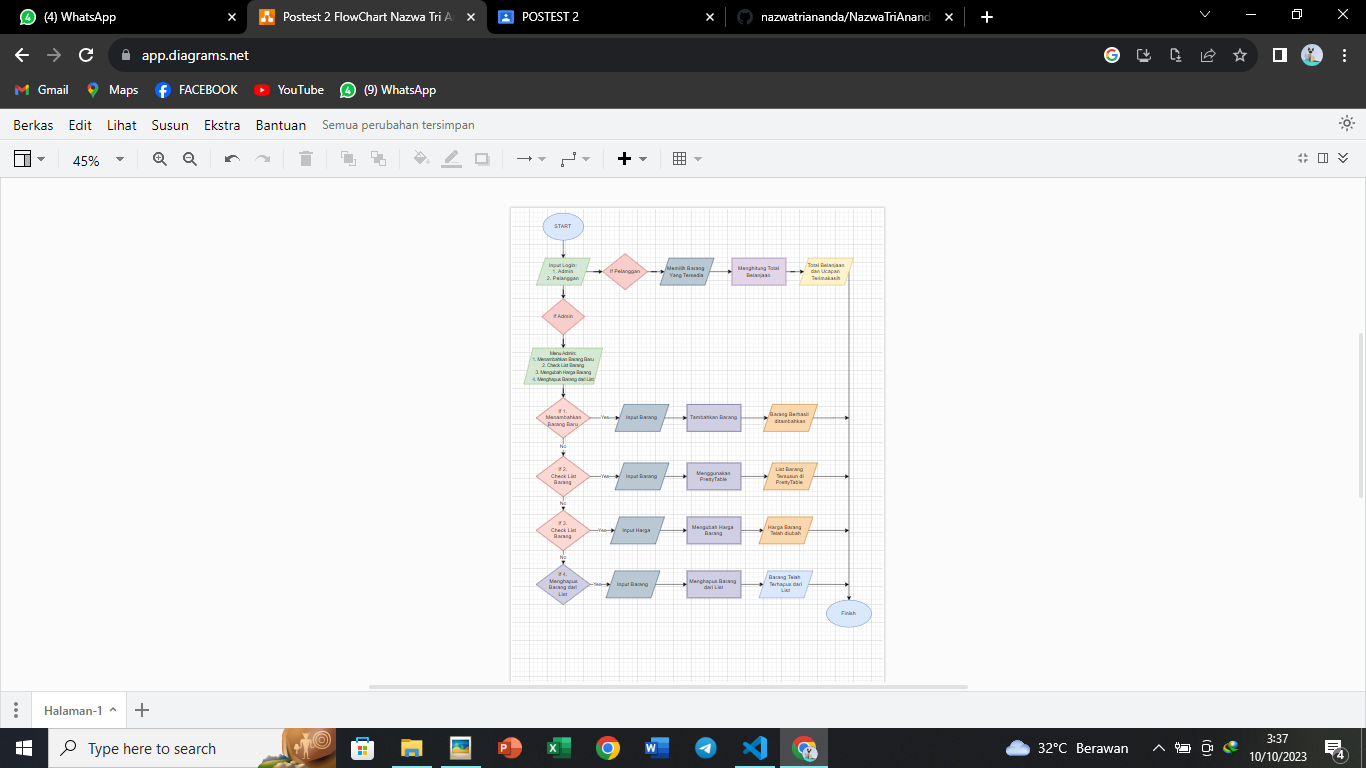 (4) WhatsApp
Postest 2 FlowChart Nazwa Tri A
POSTEST 2
nazwatriananda/NazwaTriAnand
app.diagrams.net
Gmail
Maps
FACEBOOK
YouTube
(9) WhatsApp
Berkas Edit Lihat Susun Ekstra Bantuan Semua perubahan tersimpan
45%
START
Input Login:
1. Admin
2. Pelanggan
If Pelanggan
Memilih Barang
Yang Tersedia
Menghitung Total
Belanjaan
Total Belanjaan
dan Ucapan
Terimakasih
If Admin
Menu Admin:
1. Menambahkan Barang Baru
2. Check List Barang
3. Mengubah Harga Barang
4. Menghapus Barang dari List
If 1.
Menambahkan
Barang Baru
Yes
Input Barang
Tambahkan Barang
Barang Berhasil
ditambahkan
No
If 2.
Check List
Barang
Yes
Input Barang
Menggunakan
PrettyTable
List Barang
Tersusun di
PrettyTable
No
If 3.
Check List
Barang
Yes
Input Harga
Mengubah Harga
Barang
Harga Barang
Telah diubah
No
If 4.
Menghapus
Barang dari
List
Yes
Input Barang
Menghapus Barang
dari List
Barang Telah
Terhapus dari
List
Finish
Halaman-1
Type here to search
32°C Berawan
3:37
10/10/2023
4